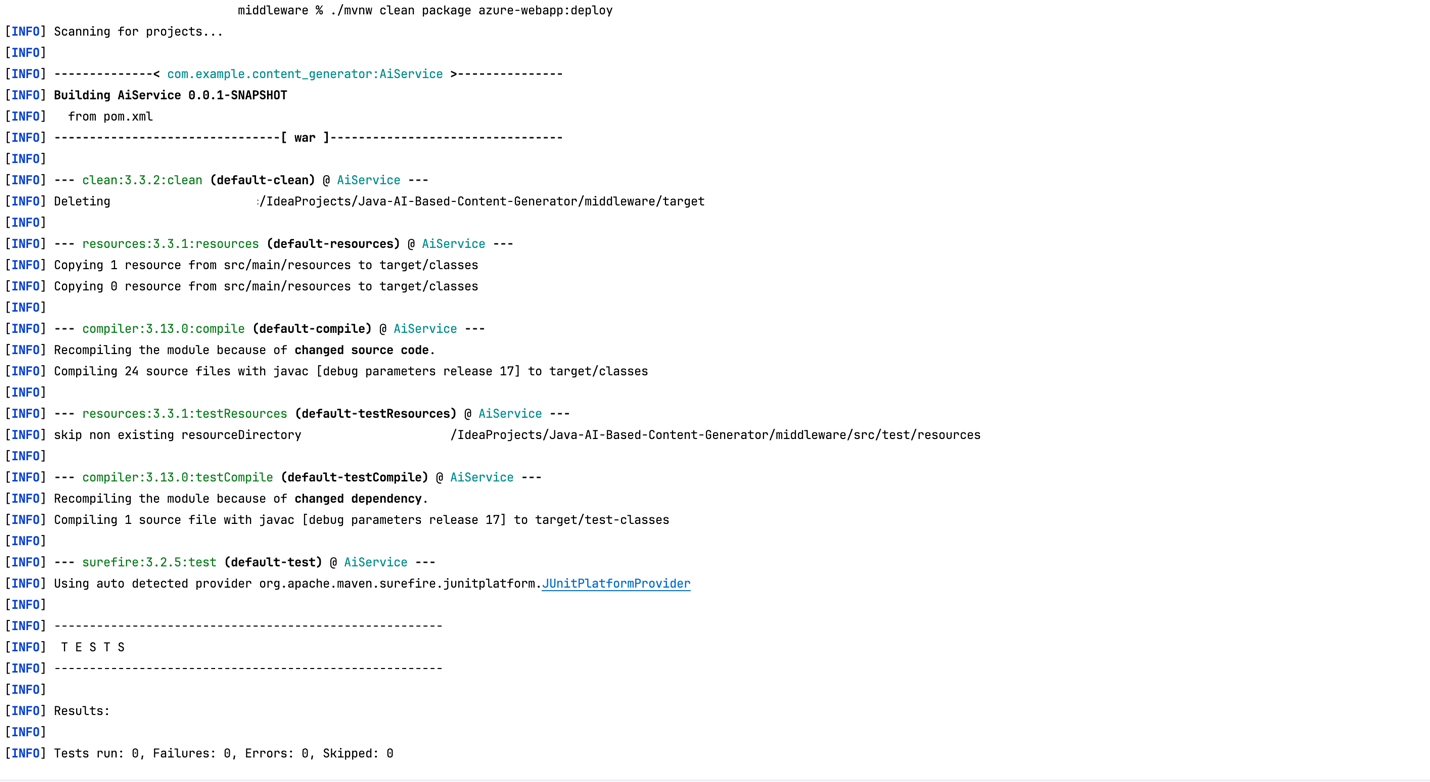 middleware % ./mvnw clean package azure-webapp:deploy
[INFO] Scanning for projects...
[INFO]
[INFO] --------------< com.example.content_generator:AiService >---------------
[INFO] Building AiService 0.0.1-SNAPSHOT
[INFO]   from pom.xml
[INFO] --------------------------------[ war ]---------------------------------
[INFO]
[INFO] --- clean:3.3.2:clean (default-clean) @ AiService ---
[INFO] Deleting :/IdeaProjects/Java-AI-Based-Content-Generator/middleware/target
[INFO]
[INFO] --- resources:3.3.1:resources (default-resources) @ AiService ---
[INFO] Copying 1 resource from src/main/resources to target/classes
[INFO] Copying 0 resource from src/main/resources to target/classes
[INFO]
[INFO] --- compiler:3.13.0:compile (default-compile) @ AiService ---
[INFO] Recompiling the module because of changed source code.
[INFO] Compiling 24 source files with javac [debug parameters release 17] to target/classes
[INFO]
[INFO] --- resources:3.3.1:testResources (default-testResources) @ AiService ---
[INFO] skip non existing resourceDirectory /IdeaProjects/Java-AI-Based-Content-Generator/middleware/src/test/resources
[INFO]
[INFO] --- compiler:3.13.0:testCompile (default-testCompile) @ AiService ---
[INFO] Recompiling the module because of changed dependency.
[INFO] Compiling 1 source file with javac [debug parameters release 17] to target/test-classes
[INFO]
[INFO] --- surefire:3.2.5:test (default-test) @ AiService ---
[INFO] Using auto detected provider org.apache.maven.surefire.junitplatform.JUnitPlatformProvider
[INFO]
[INFO] -------------------------------------------------------
[INFO]  T E S T S
[INFO] -------------------------------------------------------
[INFO]
[INFO] Results:
[INFO]
[INFO] Tests run: 0, Failures: 0, Errors: 0, Skipped: 0